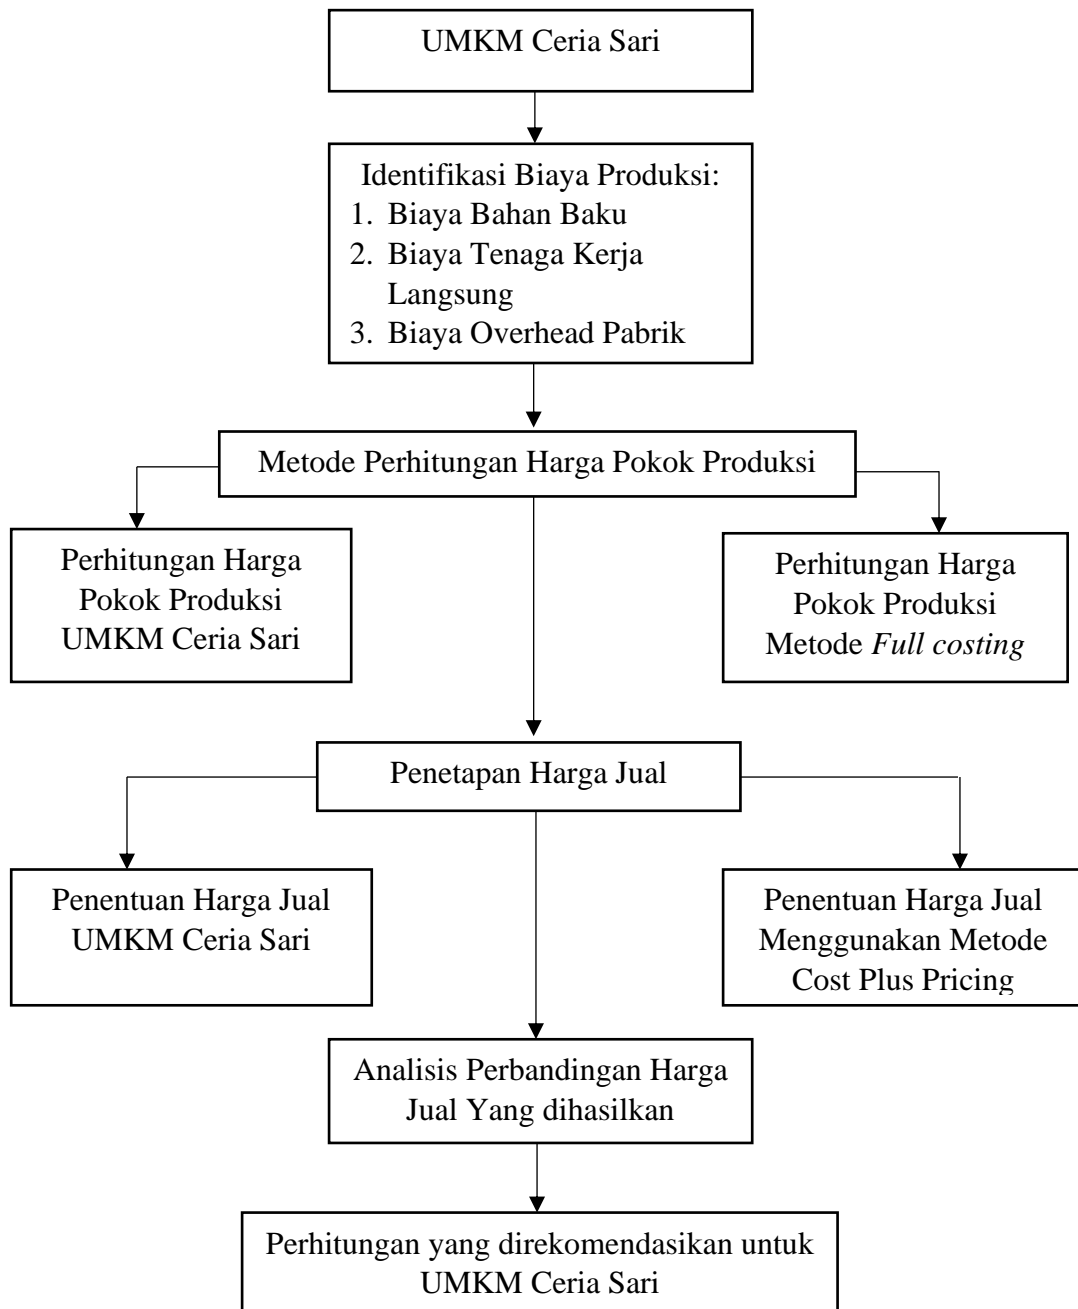 UMKM Ceria Sari
Identifikasi Biaya Produksi:
1. Biaya Bahan Baku
2. Biaya Tenaga Kerja
Langsung
3. Biaya Overhead Pabrik
Metode Perhitungan Harga Pokok Produksi
Perhitungan Harga
Pokok Produksi
UMKM Ceria Sari
Perhitungan Harga
Pokok Produksi
Metode Full costing
Penetapan Harga Jual
Penentuan Harga Jual
UMKM Ceria Sari
Penentuan Harga Jual
Menggunakan Metode
Cost Plus Pricing
Analisis Perbandingan Harga
Jual Yang dihasilkan
Perhitungan yang direkomendasikan untuk
UMKM Ceria Sari